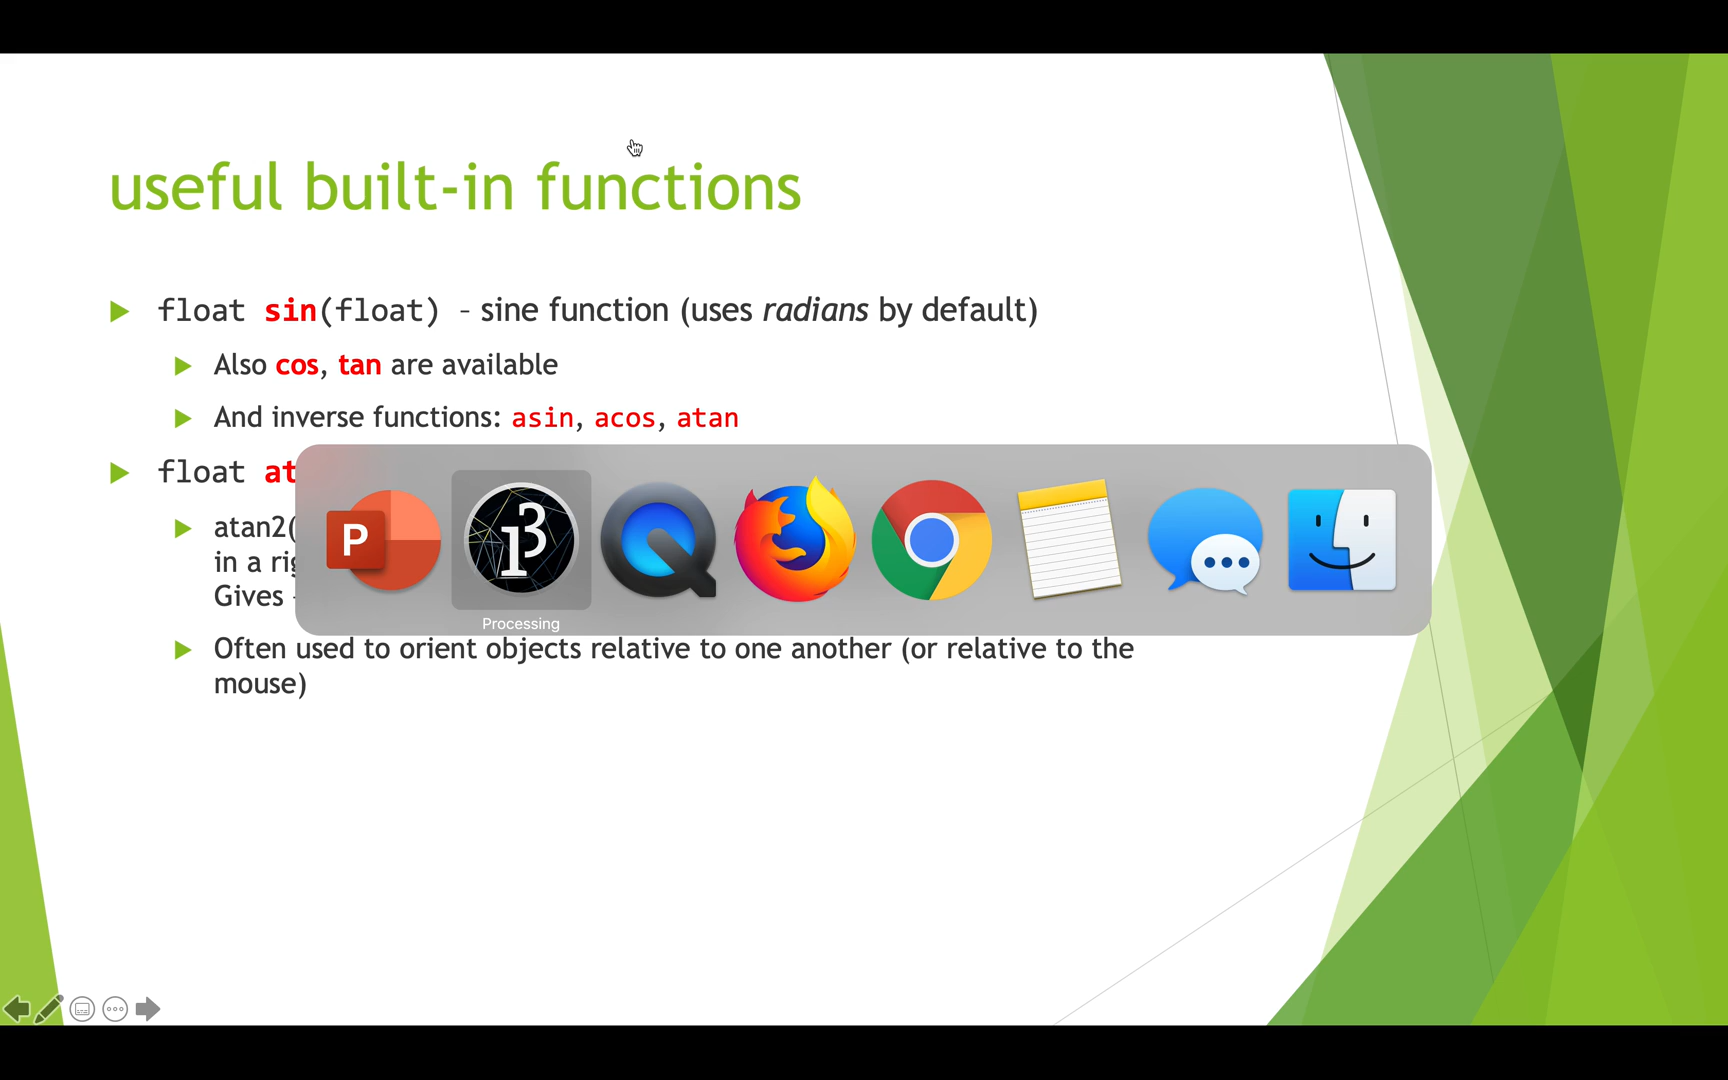 useful built-in functions
float sin(float) – sine function (uses radians by default)
Also cos, tan are available
And inverse functions: asin, acos, atan
float at
atan2(
in a rig
Gives -
P
Processing
Often used to orient objects relative to one another (or relative to the
mouse)